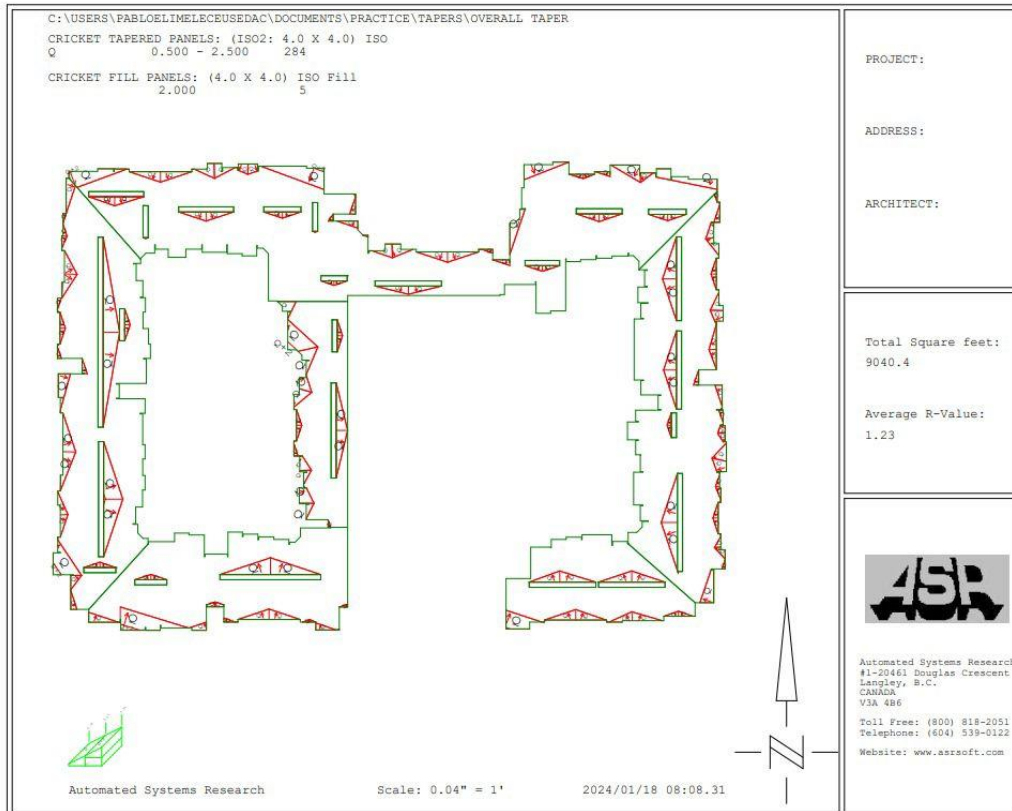 C:\USERS\PABLOELIMELECEUSEDAC\DOCUMENTS\PRACTICE\TAPERS\OVERALL TAPER
CRICKET TAPERED PANELS: (ISO2: 4.0 X 4.0) ISO
Q 0.500 - 2.500 284
CRICKET FILL PANELS: (4.0 X 4.0) ISO Fill
2.000 5
PROJECT:
ADDRESS:
ARCHITECT:
Total Square feet:
9040.4
Average R-Value:
1.23
ASR
Automated Systems Research
#1-20461 Douglas Crescent
Langley, B.C.
CANADA
V3A 4B6
Toll Free: (800) 818-2051
Telephone: (604) 539-0122
Website: www.asrsoft.com
N
Automated Systems Research Scale: 0.04" = 1' 2024/01/18 08:08.31